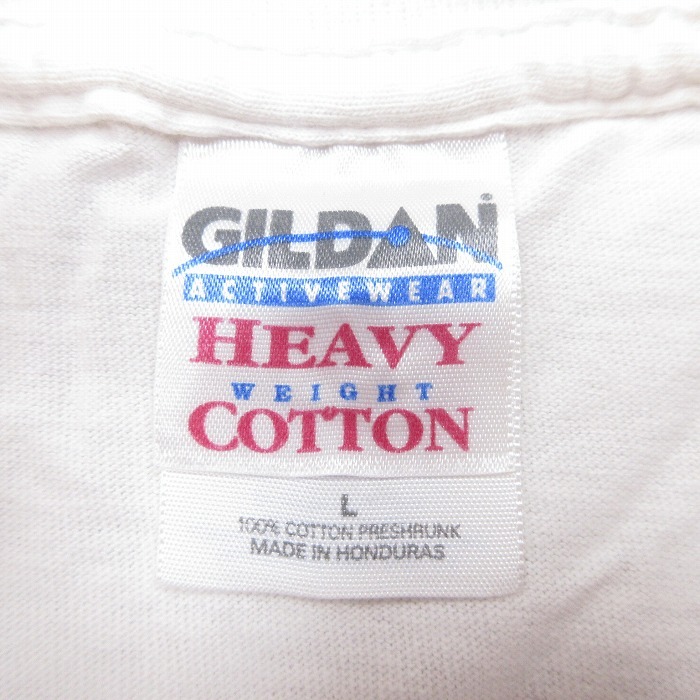 GILDAN
ACTIVEWEAR
HEAVY
WEIGHT
COTTON
L
100% COTTON PRESHRUNK
MADE IN HONDURAS